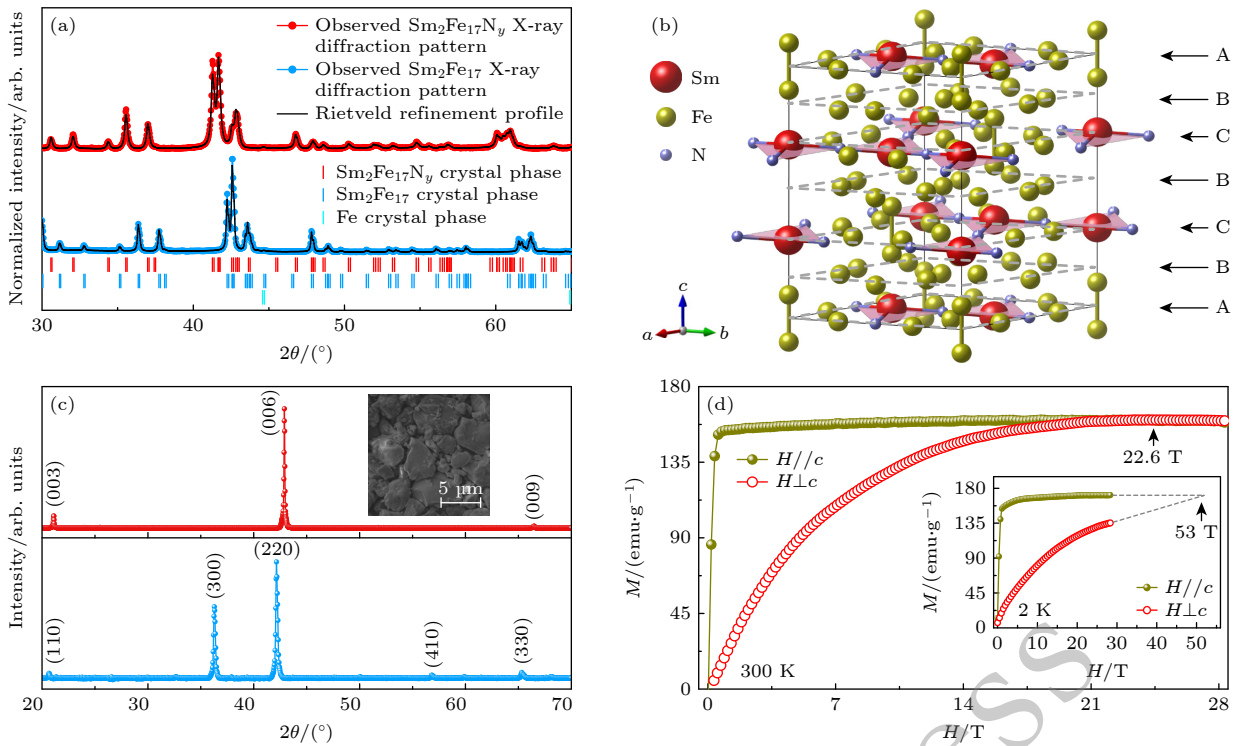 (a)
Observed Sm₂Fe₁₇Nᵧ X-ray
diffraction pattern
Observed Sm₂Fe₁₇ X-ray
diffraction pattern
Rietveld refinement profile
Sm₂Fe₁₇Nᵧ crystal phase
Sm₂Fe₁₇ crystal phase
Fe crystal phase
Normalized intensity/arb. units
30 40 50 60
2θ/(°)
(b)
Sm
Fe
N
A
B
C
B
C
B
A
c
a b
(c)
(003)
(006)
(009)
5 µm
(110)
(300)
(220)
(410)
(330)
Intensity/arb. units
20 30 40 50 60 70
2θ/(°)
(d)
180
135
90
45
0
M/(emu·g⁻¹)
H//c
H⊥c
22.6 T
300 K
0 7 14 21 28
H/T
180
135
90
45
0
M/(emu·g⁻¹)
53 T
H//c
H⊥c
2 K
0 10 20 30 40 50
H/T
ess